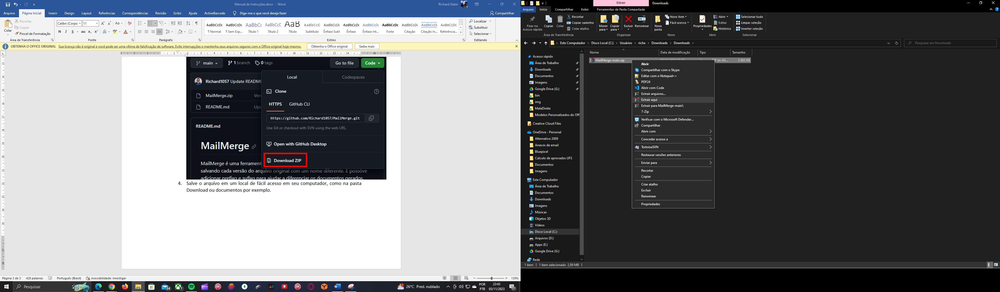 Manual de Instruções.docx - Word
Richard Slater
Arquivo Página Inicial Inserir Design Layout Referências Correspondências Revisão Exibir Ajuda ActiveBarcode Diga-me o que você deseja fazer
Compartilhar
Colar
Recortar
Copiar
Pincel de Formatação
Área de Transferência
Calibri (Corpo 11
N I S abc x₂ x²
Fonte
Parágrafo
AaBbCcDc AaBbCcDc AaBbCc AaBbCcC AaB AaBbCcC AaBbCcDc AaBbCcDc AaBbCcDc AaBbCcDc AaBbCcDc AaBbCcDc AABBCCDC
¶ Normal ¶ Sem Esp... Título 1 Título 2 Título Subtítulo Ênfase Sutil Ênfase Ênfase Int... Forte Citação Citação In... Referência...
Estilos
Localizar
Substituir
Selecionar
Editando
OBTENHA O OFFICE ORIGINAL Sua licença não é original e você pode ser uma vítima de falsificação de software. Evite interrupções e mantenha seus arquivos seguros com o Office original hoje mesmo. Obtenha o Office original Saiba mais
main 1 branch 0 tags Go to file Code
Richard1057 Update README
MailMerge.zip Vers
README.md Upd
README.md
MailMerge
MailMerge é uma ferrament
salvando cada versão do arquivo original com um nome diferente. É possóve
adicionar prefixo e sufixo para ajudar a diferenciar os documentos gerados.
Local Codespaces
Clone
HTTPS GitHub CLI
https://github.com/Richard1057/MailMerge.git
Use Git or checkout with SVN using the web URL.
Open with GitHub Desktop
Download ZIP
4. Salve o arquivo em um local de fácil acesso em seu computador, como na pasta
Download ou documentos por exemplo.
Página 3 de 3 428 palavras Português (Brasil) Acessibilidade: investigar
130%
Pesquisar
24
1
26°C Pred. nublado
POR
PTB
22:43
03/11/2023
21
Extrair
Downloads
Arquivo Início Compartilhar Exibir Ferramentas de Pasta Compactada
Fixar no
Acesso rápido
Copiar
Colar
Recortar
Copiar caminho
Colar atalho
Área de Transferência
Mover
para
Copiar
para
Excluir
Renomear
Organizar
Nova
pasta
Novo item
Fácil acesso
Novo
Propriedades
Abrir
Editar
Histórico
Abrir
Selecionar tudo
Limpar seleção
Inverter seleção
Selecionar
Este Computador > Disco Local (C:) > Usuários > richa > Downloads > Downloads >
Pesquisar em Downloads
Nome Data de modificação Tipo Tamanho
MailMerge-main.zip 2.963 KB
Acesso rápido
Área de Trabalho
Downloads
Documentos
Imagens
Google Drive (G:)
bin
img
MalaDireta
Modelos Personalizados do Off
Creative Cloud Files
OneDrive - Personal
Alternativo 2009
Anexos de email
Bluepixel
Calculo de aprovados UFS
Documentos
Imagens
Este Computador
Área de Trabalho
Documentos
Downloads
Imagens
Músicas
Objetos 3D
Vídeos
Disco Local (C:)
Arquivos (D:)
Apps (E:)
Google Drive (G:)
Rede
Abrir
Compartilhar com o Skype
Editar com o Notepad++
PDF24
Abrir com Code
Extrair arquivos...
Extrair aqui
Extrair para MailMerge-main\
7-Zip
Verificar com o Microsoft Defender...
Compartilhar
Abrir com
Conceder acesso a
TortoiseSVN
Restaurar versões anteriores
Enviar para
Recortar
Copiar
Criar atalho
Excluir
Renomear
Propriedades
1 item 1 item selecionado 2,89 MB